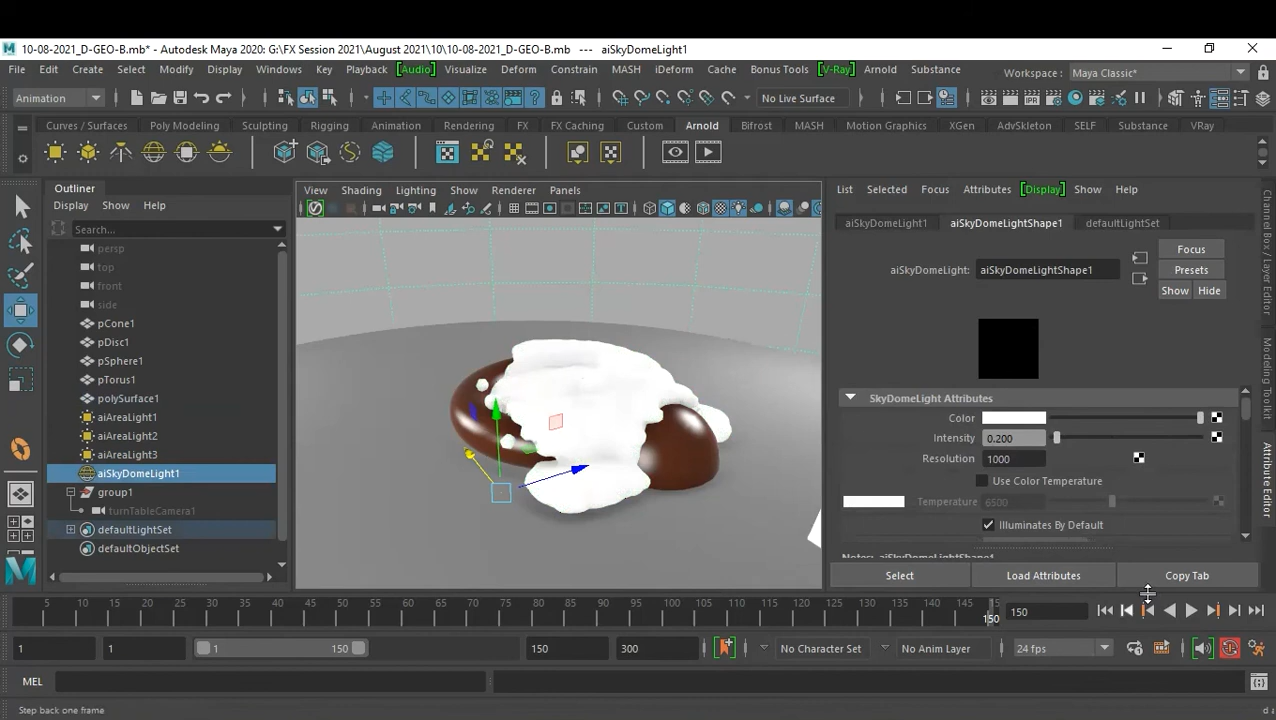 10-08-2021_D-GEO-B.mb* - Autodesk Maya 2020: G:\FX Session 2021\August 2021\10\10-08-2021_D-GEO-B.mb --- aiSkyDomeLight1
File Edit Create Select Modify Display Windows Key Playback [Audio] Visualize Deform Constrain MASH iDeform Cache Bonus Tools [V-Ray] Arnold Substance Workspace : Maya Classic*
Animation No Live Surface IPR
Curves / Surfaces Poly Modeling Sculpting Rigging Animation Rendering FX FX Caching Custom Arnold Bifrost MASH Motion Graphics XGen AdvSkeleton SELF Substance VRay
Outliner
Display Show Help
Search...
persp
top
front
side
pCone1
pDisc1
pSphere1
pTorus1
polySurface1
aiAreaLight1
aiAreaLight2
aiAreaLight3
aiSkyDomeLight1
group1
turnTableCamera1
defaultLightSet
defaultObjectSet
View Shading Lighting Show Renderer Panels
List Selected Focus Attributes [Display] Show Help
aiSkyDomeLight1 aiSkyDomeLightShape1 defaultLightSet
aiSkyDomeLight: aiSkyDomeLightShape1
Focus
Presets
Show Hide
SkyDomeLight Attributes
Color
Intensity 0.200
Resolution 1000
Use Color Temperature
Temperature 6500
Illuminates By Default
Notes: aiSkyDomeLightShape1
Select Load Attributes Copy Tab
Channel Box / Layer Editor
Modeling Toolkit
Attribute Editor
5 10 15 20 25 30 35 40 45 50 55 60 65 70 75 80 85 90 95 100 105 110 115 120 125 130 135 140 145 150 150
1 1 1 150 150 300 No Character Set No Anim Layer 24 fps
MEL
Step back one frame